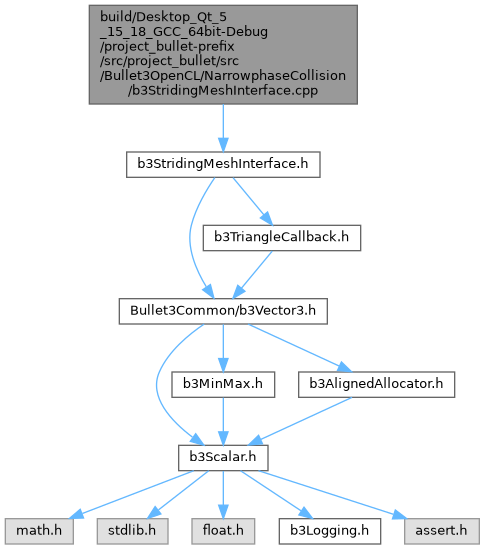 build/Desktop_Qt_5
_15_18_GCC_64bit-Debug
/project_bullet-prefix
/src/project_bullet/src
/Bullet3OpenCL/NarrowphaseCollision
/b3StridingMeshInterface.cpp
b3StridingMeshInterface.h
b3TriangleCallback.h
Bullet3Common/b3Vector3.h
b3MinMax.h
b3AlignedAllocator.h
b3Scalar.h
math.h
stdlib.h
float.h
b3Logging.h
assert.h